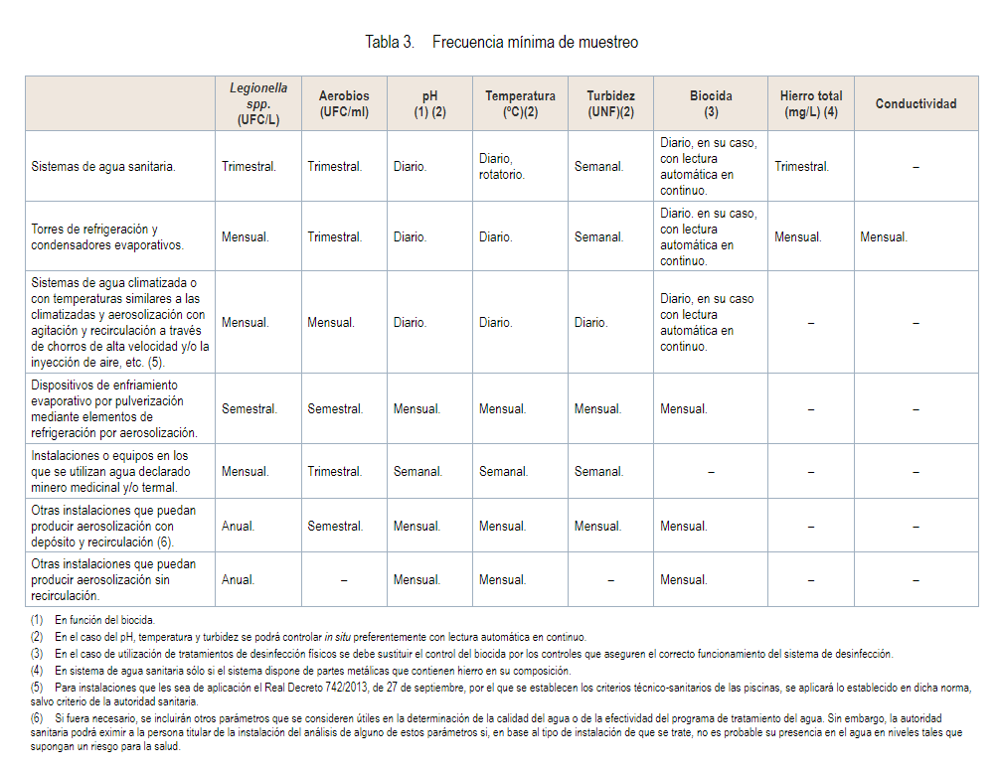 Tabla 3. Frecuencia mínima de muestreo
Legionella
spp.
(UFC/L)
Aerobios
(UFC/ml)
pH
(1) (2)
Temperatura
(ºC)(2)
Turbidez
(UNF)(2)
Biocida
(3)
Hierro total
(mg/L) (4)
Conductividad
Sistemas de agua sanitaria.
Trimestral.
Trimestral.
Diario.
Diario,
rotatorio.
Semanal.
Diario, en su caso,
con lectura
automática en
continuo.
Trimestral.
–
Torres de refrigeración y
condensadores evaporativos.
Mensual.
Trimestral.
Diario.
Diario.
Semanal.
Diario. en su caso,
con lectura
automática en
continuo.
Mensual.
Mensual.
Sistemas de agua climatizada o
con temperaturas similares a las
climatizadas y aerosolización con
agitación y recirculación a través
de chorros de alta velocidad y/o la
inyección de aire, etc. (5).
Mensual.
Mensual.
Diario.
Diario.
Diario.
Diario, en su caso
con lectura
automática en
continuo.
–
–
Dispositivos de enfriamiento
evaporativo por pulverización
mediante elementos de
refrigeración por aerosolización.
Semestral.
Semestral.
Mensual.
Mensual.
Mensual.
Mensual.
–
–
Instalaciones o equipos en los
que se utilizan agua declarado
minero medicinal y/o termal.
Mensual.
Trimestral.
Semanal.
Semanal.
Semanal.
–
–
–
Otras instalaciones que puedan
producir aerosolización con
depósito y recirculación (6).
Anual.
Semestral.
Mensual.
Mensual.
Mensual.
Mensual.
–
–
Otras instalaciones que puedan
producir aerosolización sin
recirculación.
Anual.
–
Mensual.
Mensual.
–
Mensual.
–
–
(1) En función del biocida.
(2) En el caso del pH, temperatura y turbidez se podrá controlar in situ preferentemente con lectura automática en continuo.
(3) En el caso de utilización de tratamientos de desinfección físicos se debe sustituir el control del biocida por los controles que aseguren el correcto funcionamiento del sistema de desinfección.
(4) En sistema de agua sanitaria sólo si el sistema dispone de partes metálicas que contienen hierro en su composición.
(5) Para instalaciones que les sea de aplicación el Real Decreto 742/2013, de 27 de septiembre, por el que se establecen los criterios técnico-sanitarios de las piscinas, se aplicará lo establecido en dicha norma,
salvo criterio de la autoridad sanitaria.
(6) Si fuera necesario, se incluirán otros parámetros que se consideren útiles en la determinación de la calidad del agua o de la efectividad del programa de tratamiento del agua. Sin embargo, la autoridad
sanitaria podrá eximir a la persona titular de la instalación del análisis de alguno de estos parámetros si, en base al tipo de instalación de que se trate, no es probable su presencia en el agua en niveles tales que
supongan un riesgo para la salud.